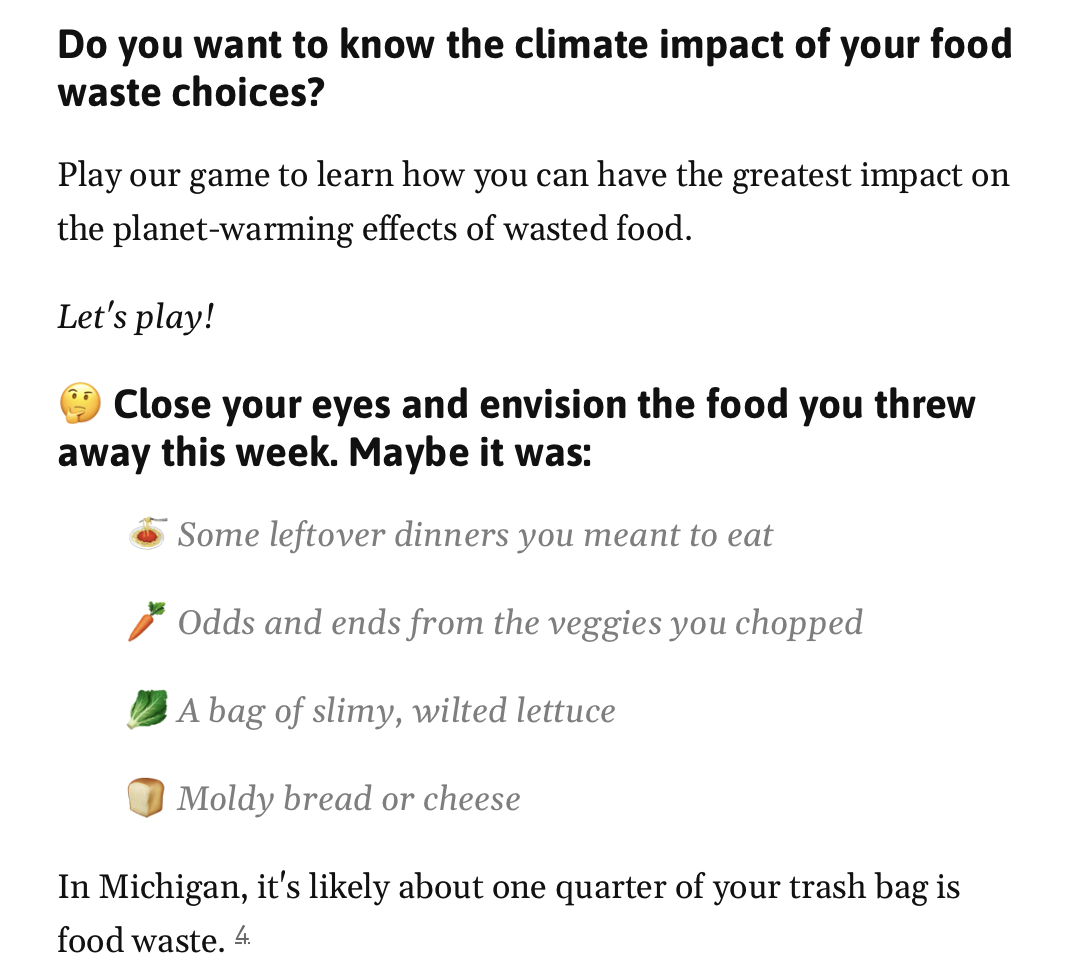 Do you want to know the climate impact of your food
waste choices?
Play our game to learn how you can have the greatest impact on
the planet-warming effects of wasted food.
Let's play!
🤔 Close your eyes and envision the food you threw
away this week. Maybe it was:
🍝 Some leftover dinners you meant to eat
🥕 Odds and ends from the veggies you chopped
🥬 A bag of slimy, wilted lettuce
🍞 Moldy bread or cheese
In Michigan, it's likely about one quarter of your trash bag is
food waste. 4